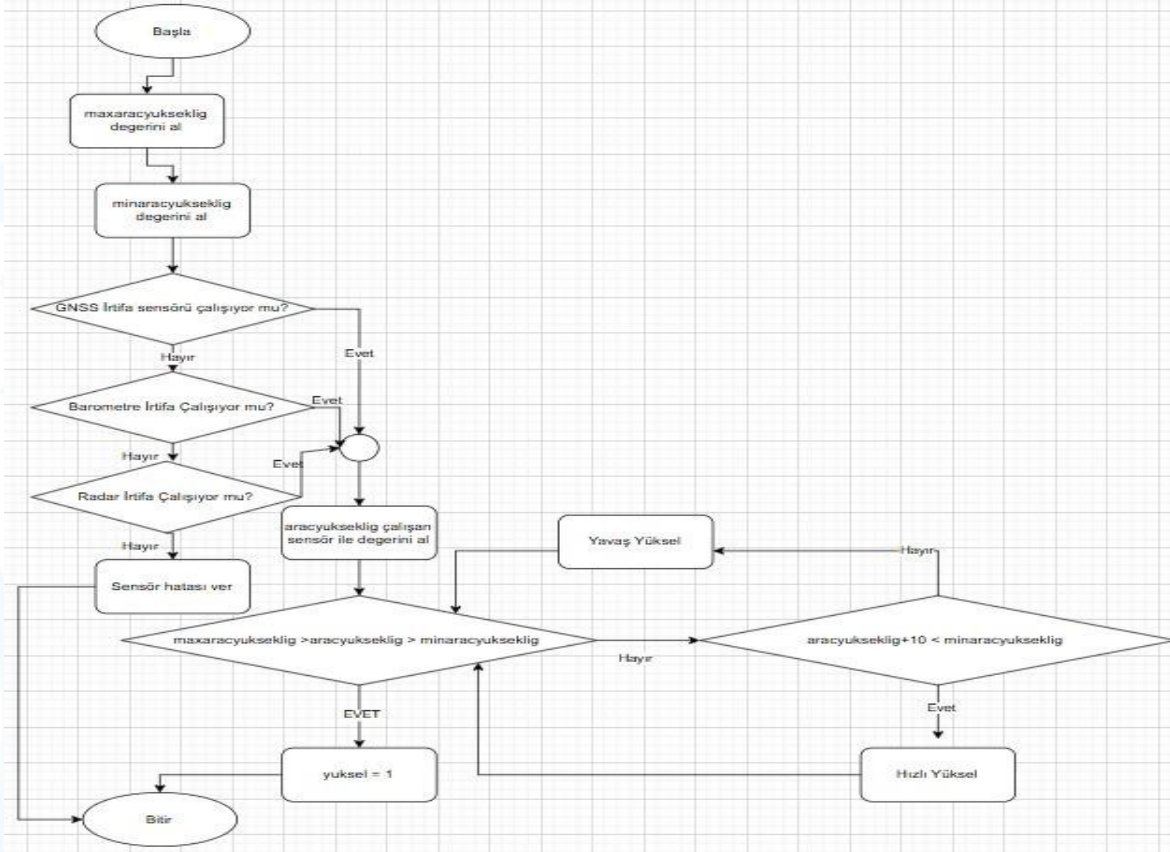 Başla
maxaracyukseklig
degerini al
minaracyukseklig
degerini al
GNSS İrtifa sensörü çalışıyor mu?
Evet
Hayır
Barometre İrtifa Çalışıyor mu?
Evet
Hayır
Evet
Radar İrtifa Çalışıyor mu?
Hayır
aracyukseklig çalışan
sensör ile degerini al
Yavaş Yüksel
Hayır
Sensör hatası ver
maxaracyukseklig >aracyukseklig > minaracyukseklig
Hayır
aracyukseklig+10 < minaracyukseklig
EVET
Evet
yuksel = 1
Hızlı Yüksel
Bitir